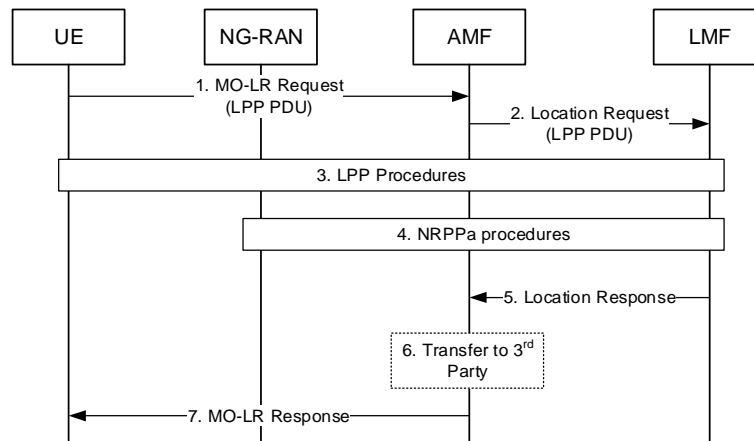 UE
NG-RAN
AMF
LMF
1. MO-LR Request
(LPP PDU)
2. Location Request
(LPP PDU)
3. LPP Procedures
4. NRPPa procedures
5. Location Response
6. Transfer to 3rd
Party
7. MO-LR Response